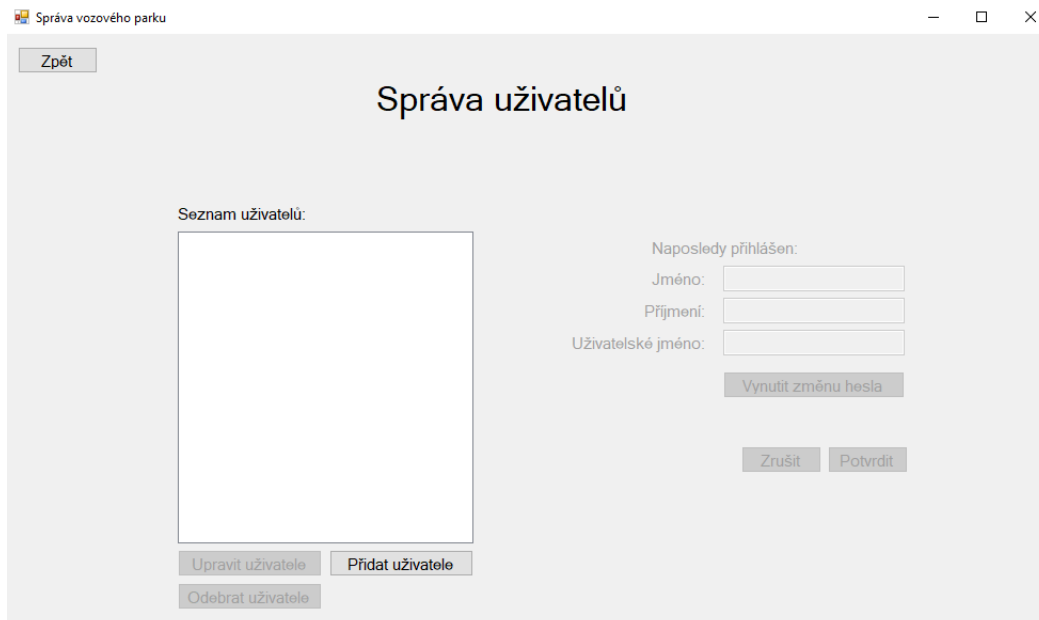 Správa vozového parku
Zpět
Správa uživatelů
Seznam uživatelů:
Naposledy přihlášen:
Jméno:
Příjmení:
Uživatelské jméno:
Vynutit změnu hesla
Zrušit Potvrdit
Upravit uživatele Přidat uživatele
Odebrat uživatele